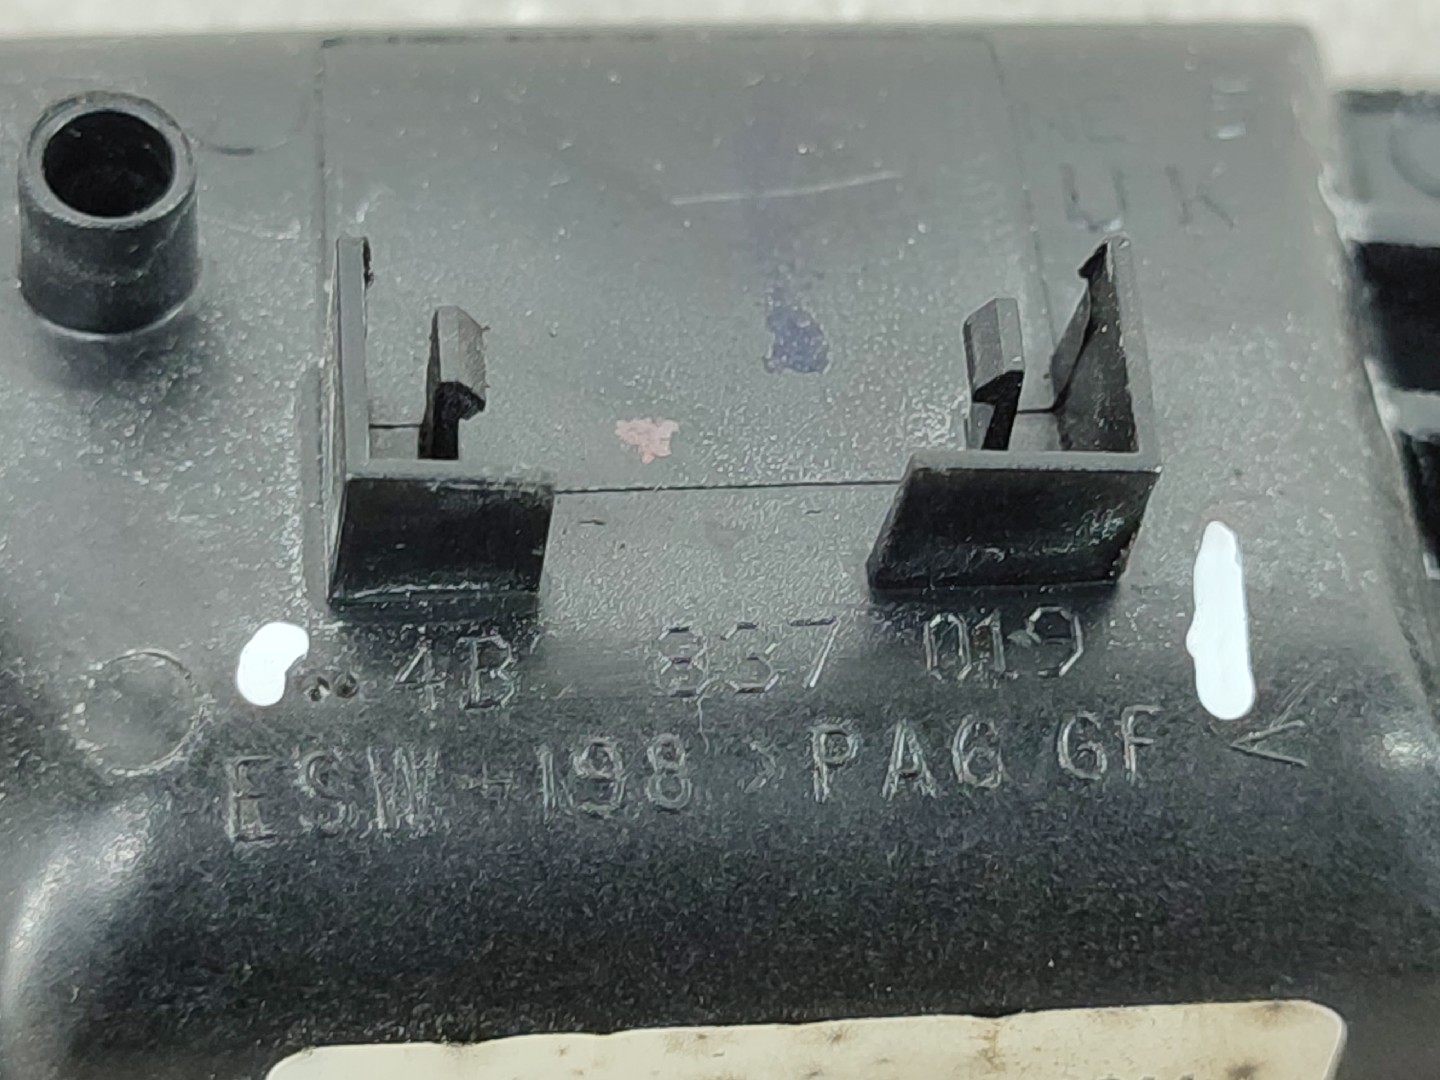 UK
4B 837 019
ESW-198 >PA6 GF <